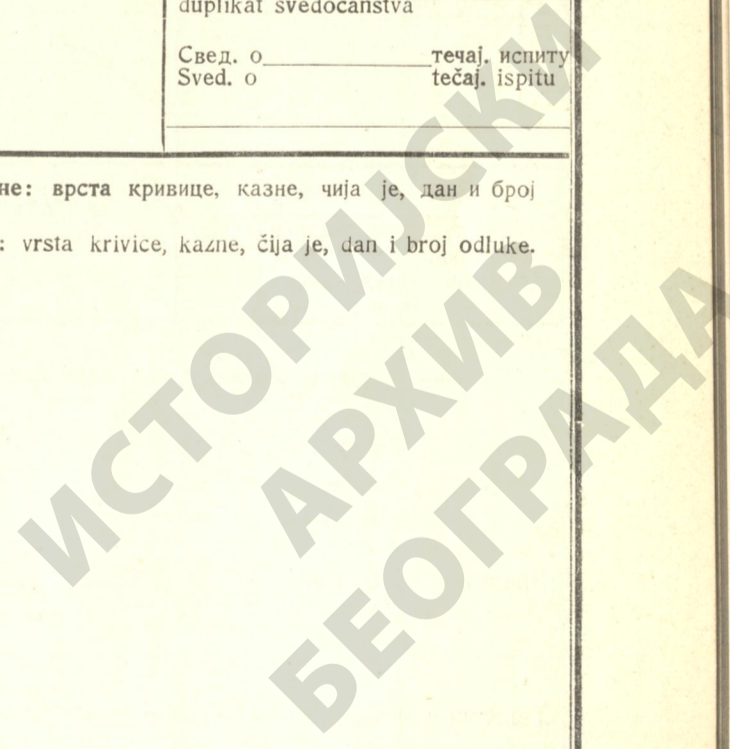 duplikat svedočanstva
Свед. о______________течај. испиту
Sved. o tečaj. ispitu
не: врста кривице, казне, чија је, дан и број
: vrsta krivice, kazne, čija je, dan i broj odluke.
ИСТОРИЈСКИ
АРХИВ
БЕОГРАДА